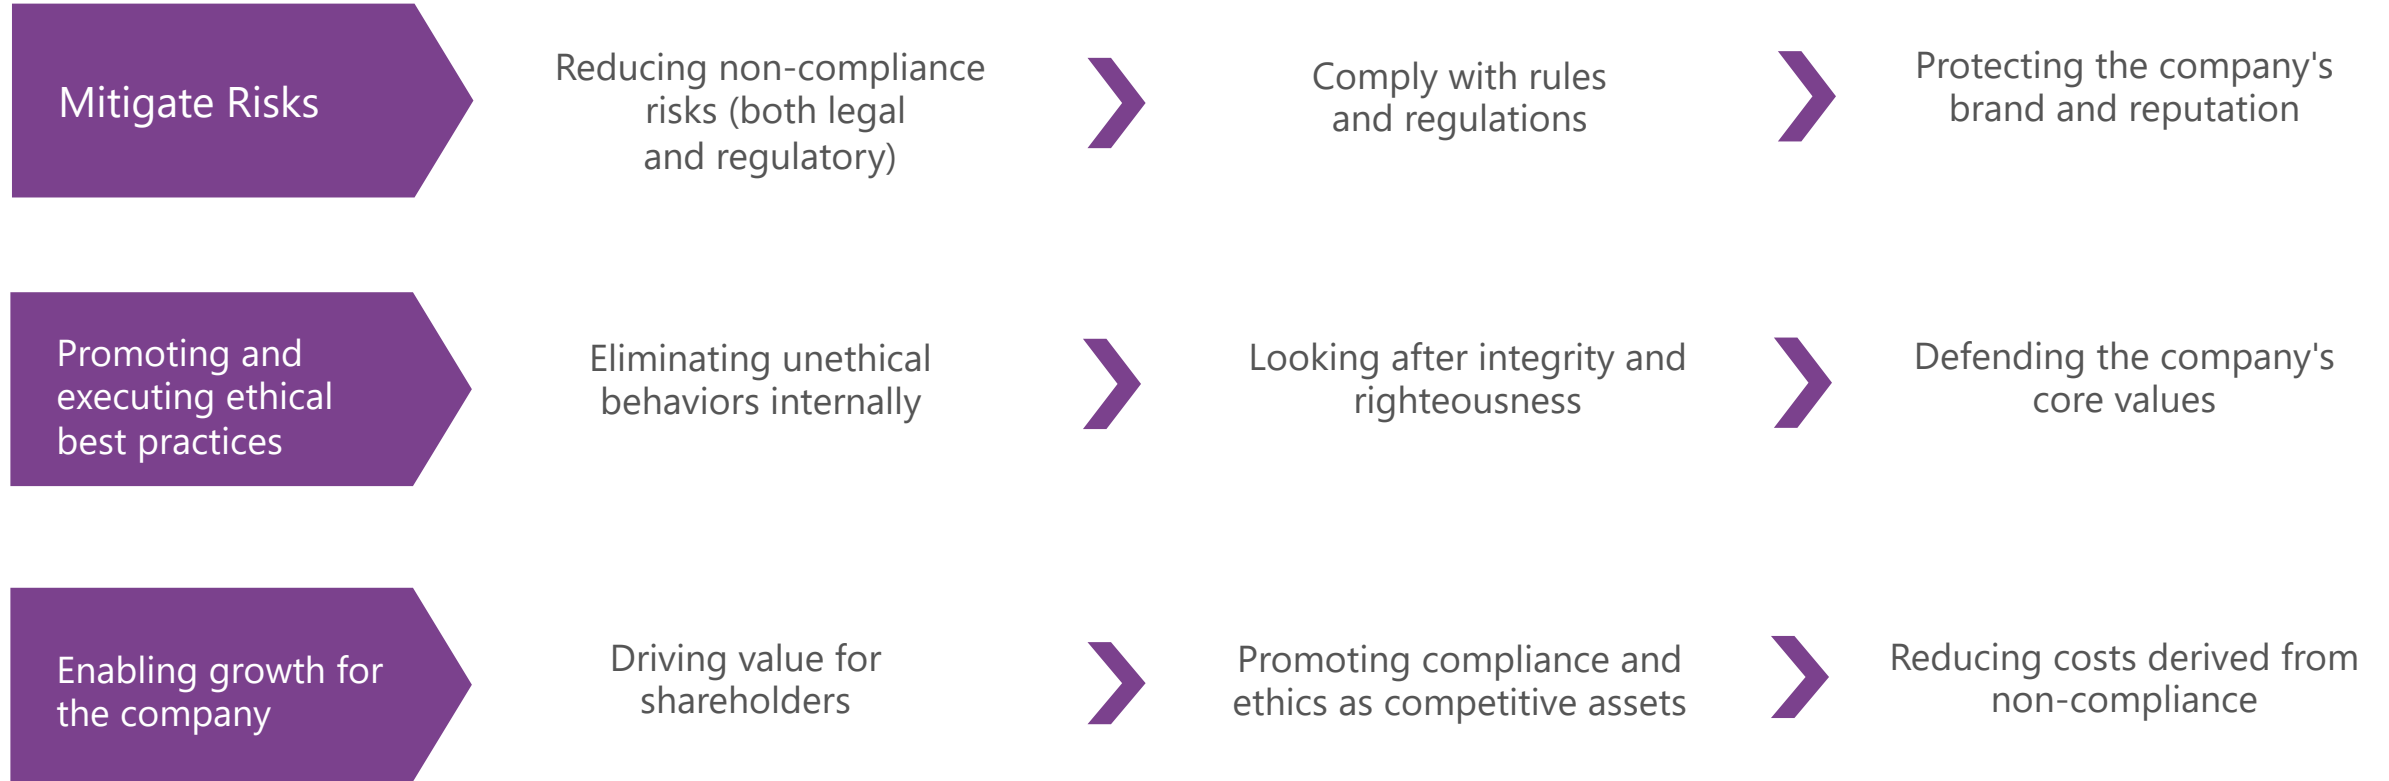 Mitigate Risks
Reducing non-compliance
risks (both legal
and regulatory)
Comply with rules
and regulations
Protecting the company's
brand and reputation
Promoting and
executing ethical
best practices
Eliminating unethical
behaviors internally
Looking after integrity and
righteousness
Defending the company's
core values
Enabling growth for
the company
Driving value for
shareholders
Promoting compliance and
ethics as competitive assets
Reducing costs derived from
non-compliance